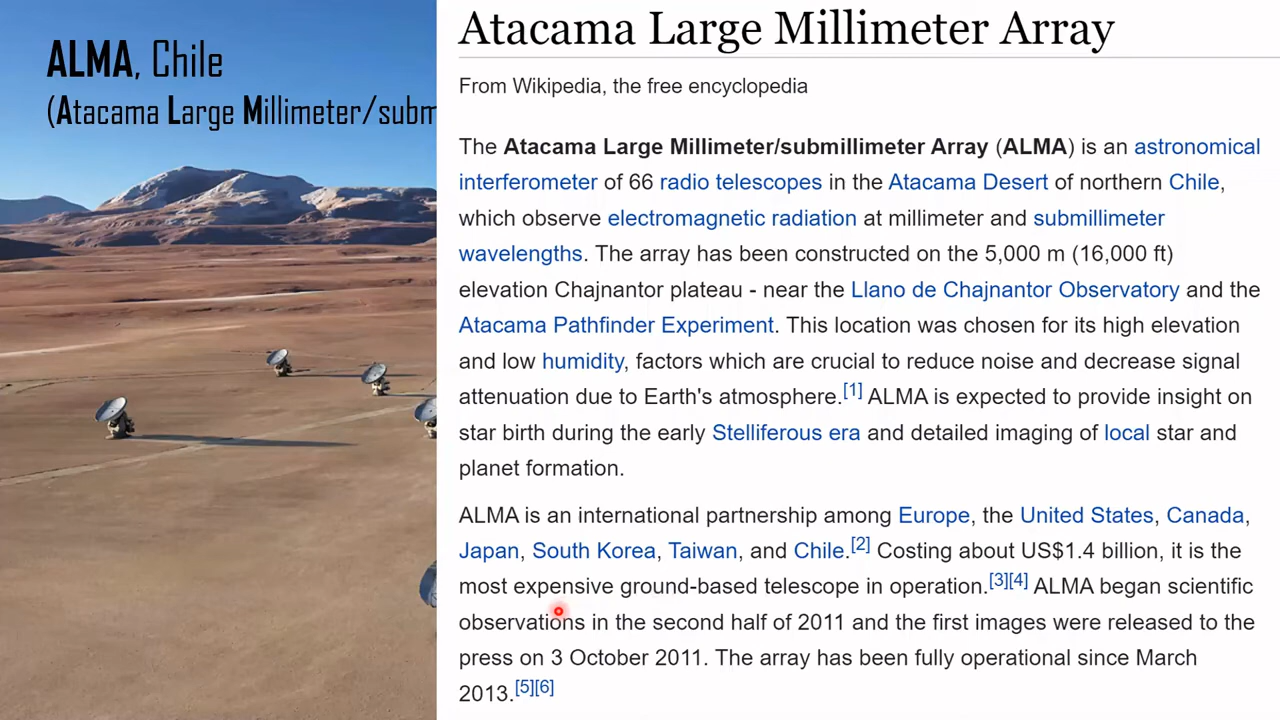 ALMA, Chile
(Atacama Large Millimeter/subm
Atacama Large Millimeter Array
From Wikipedia, the free encyclopedia
The Atacama Large Millimeter/submillimeter Array (ALMA) is an astronomical
interferometer of 66 radio telescopes in the Atacama Desert of northern Chile,
which observe electromagnetic radiation at millimeter and submillimeter
wavelengths. The array has been constructed on the 5,000 m (16,000 ft)
elevation Chajnantor plateau - near the Llano de Chajnantor Observatory and the
Atacama Pathfinder Experiment. This location was chosen for its high elevation
and low humidity, factors which are crucial to reduce noise and decrease signal
attenuation due to Earth's atmosphere.[1] ALMA is expected to provide insight on
star birth during the early Stelliferous era and detailed imaging of local star and
planet formation.
ALMA is an international partnership among Europe, the United States, Canada,
Japan, South Korea, Taiwan, and Chile.[2] Costing about US$1.4 billion, it is the
most expensive ground-based telescope in operation.[3][4] ALMA began scientific
observations in the second half of 2011 and the first images were released to the
press on 3 October 2011. The array has been fully operational since March
2013.[5][6]